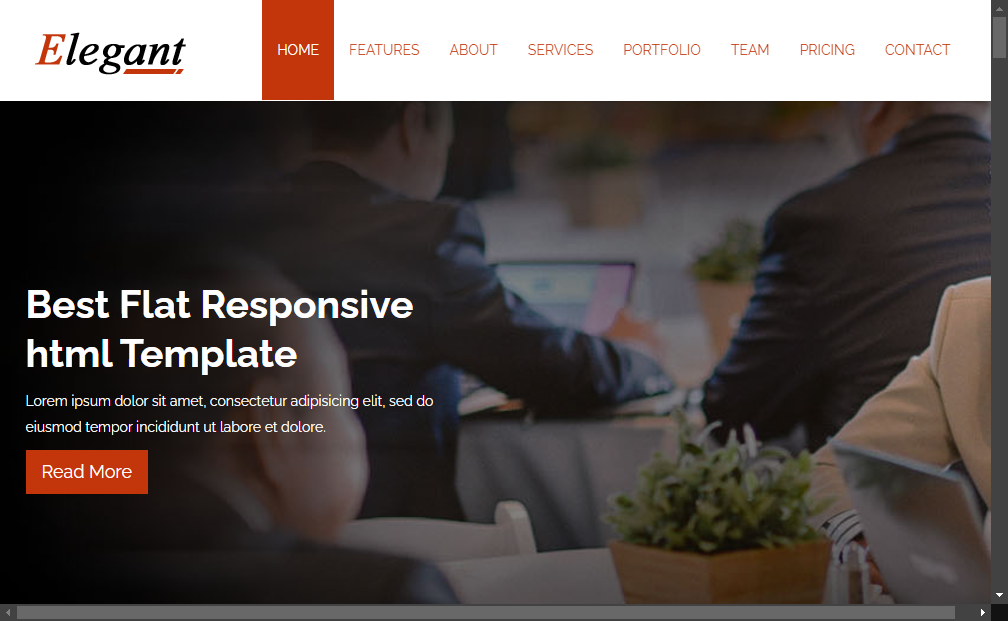 Elegant
HOME FEATURES ABOUT SERVICES PORTFOLIO TEAM PRICING CONTACT
Best Flat Responsive
html Template
Lorem ipsum dolor sit amet, consectetur adipisicing elit, sed do
eiusmod tempor incididunt ut labore et dolore.
Read More